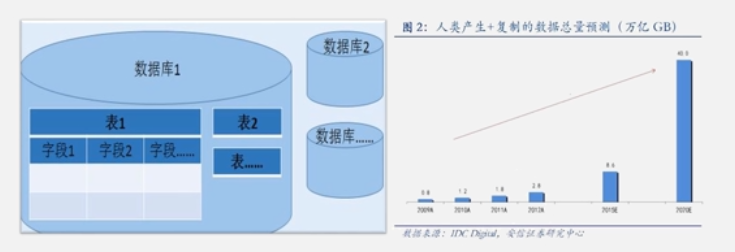 数据库1
表1
字段1 字段2 字段……
表2
表……
数据库2
数据库……
图 2：人类产生+复制的数据总量预测（万亿 GB）
0.8
1.2
1.8
2.8
8.6
40.0
2009A 2010A 2011A 2012A 2015E 2020E
数据来源：IDC Digital，安信证券研究中心